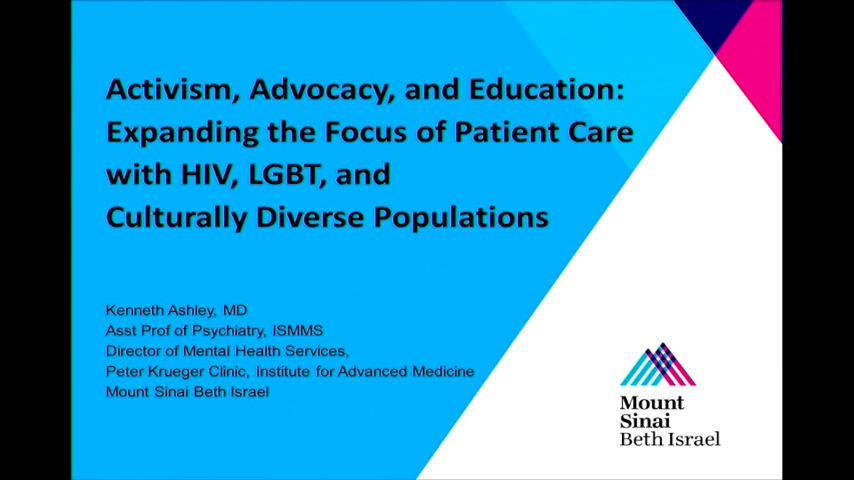 Activism, Advocacy, and Education:
Expanding the Focus of Patient Care
with HIV, LGBT, and
Culturally Diverse Populations
Kenneth Ashley, MD
Asst Prof of Psychiatry, ISMMS
Director of Mental Health Services,
Peter Krueger Clinic, Institute for Advanced Medicine
Mount Sinai Beth Israel
Mount
Sinai
Beth Israel